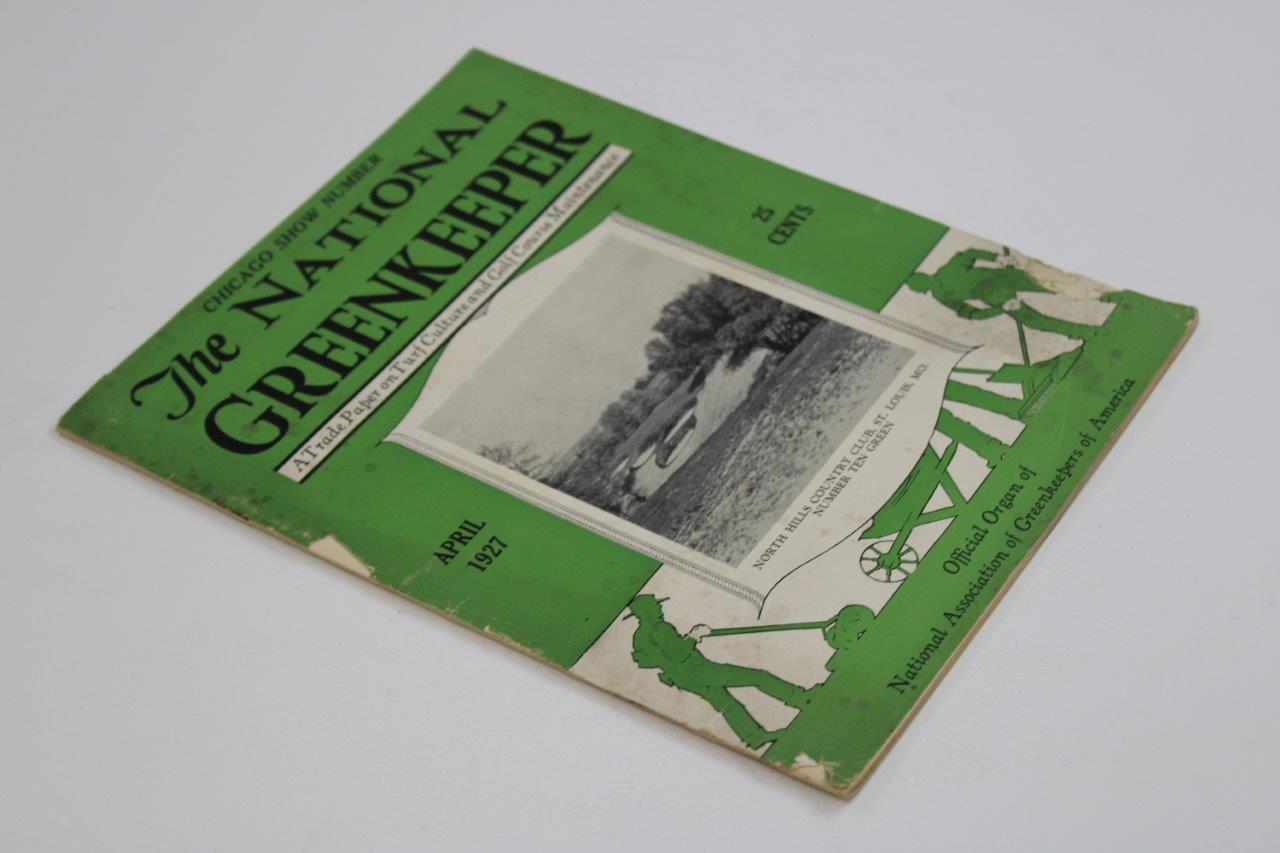 CHICAGO SHOW NUMBER
The NATIONAL
GREENKEEPER
A Trade Paper on Turf Culture and Golf Course Maintenance
APRIL
1927
25
CENTS
NORTH HILLS COUNTRY CLUB, ST. LOUIS, MO.
NUMBER TEN GREEN
Official Organ of
National Association of Greenkeepers of America